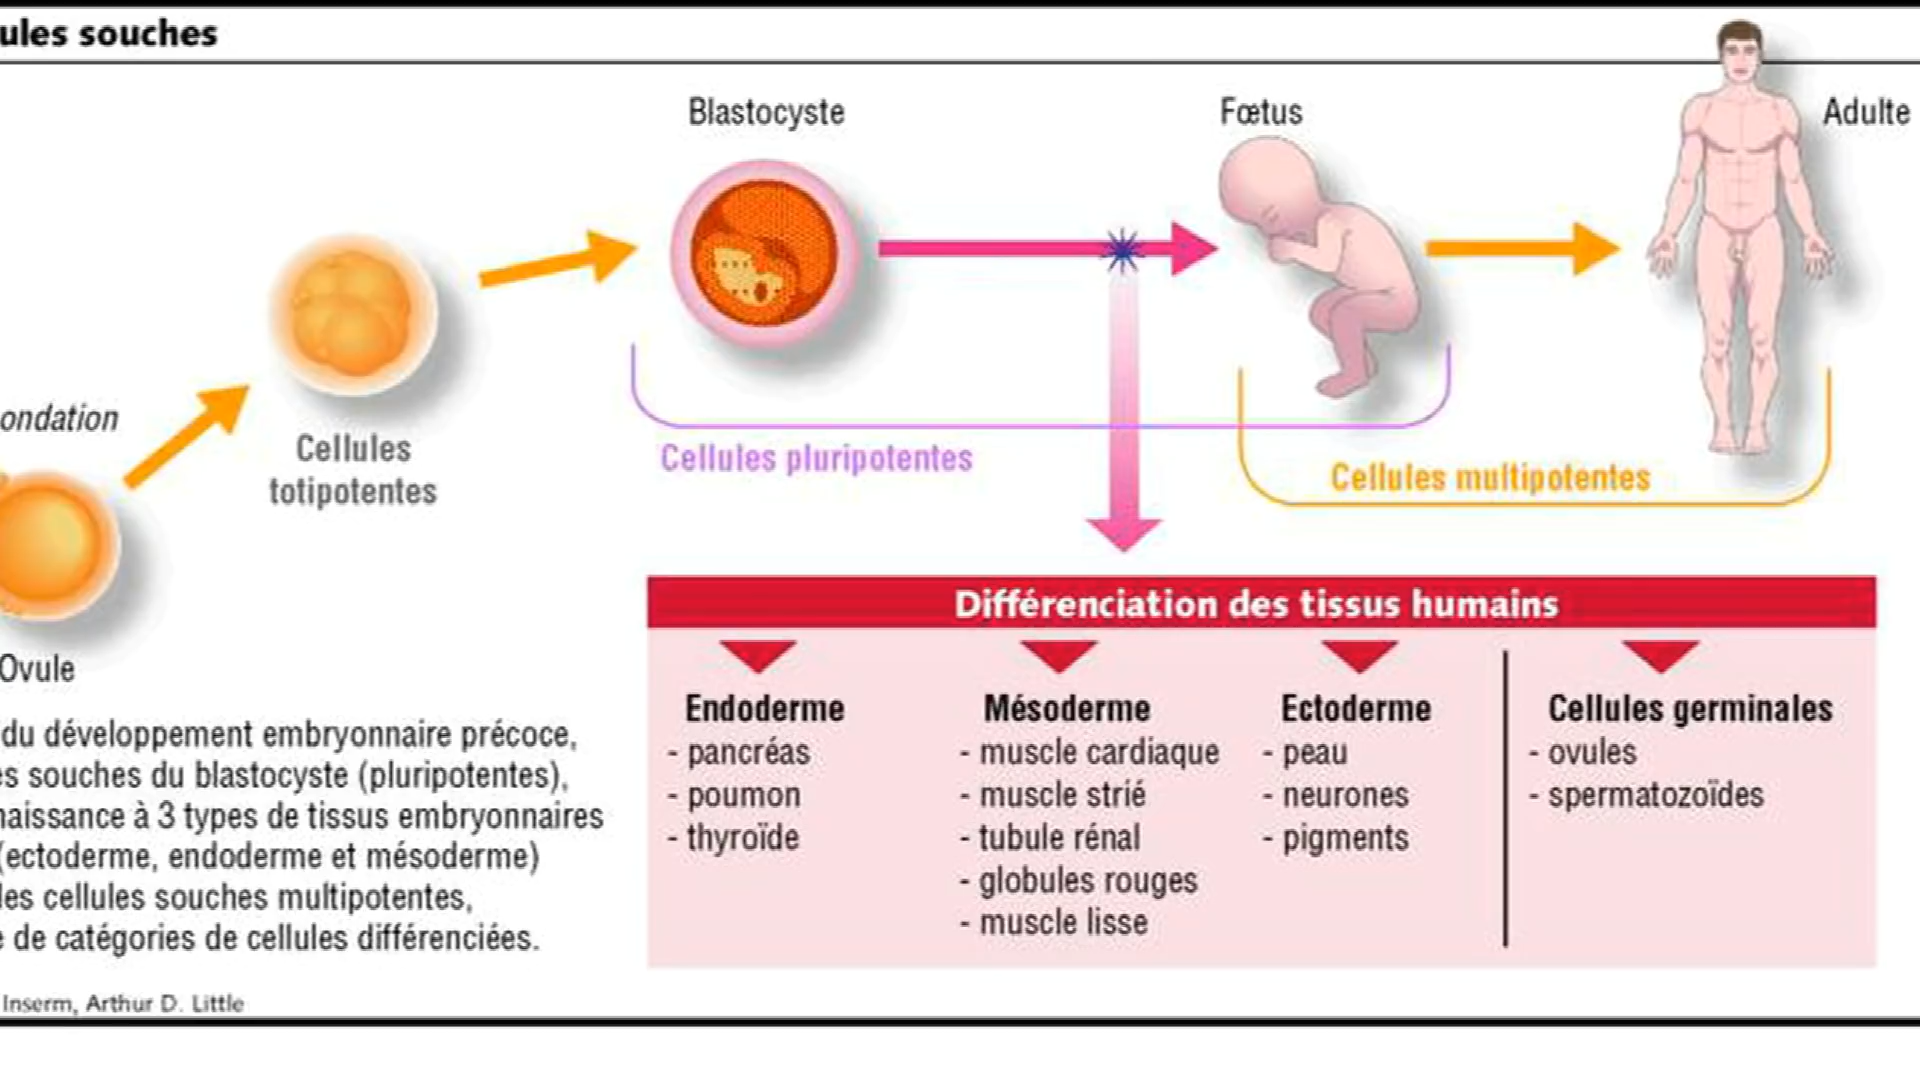 ules souches
Blastocyste
Fœtus
Adulte
ondation
Cellules
totipotentes
Cellules pluripotentes
Cellules multipotentes
Ovule
du développement embryonnaire précoce,
es souches du blastocyste (pluripotentes),
naissance à 3 types de tissus embryonnaires
(ectoderme, endoderme et mésoderme)
les cellules souches multipotentes,
e de catégories de cellules différenciées.
Inserm, Arthur D. Little
Différenciation des tissus humains
Endoderme
- pancréas
- poumon
- thyroïde
Mésoderme
- muscle cardiaque
- muscle strié
- tubule rénal
- globules rouges
- muscle lisse
Ectoderme
- peau
- neurones
- pigments
Cellules germinales
- ovules
- spermatozoïdes